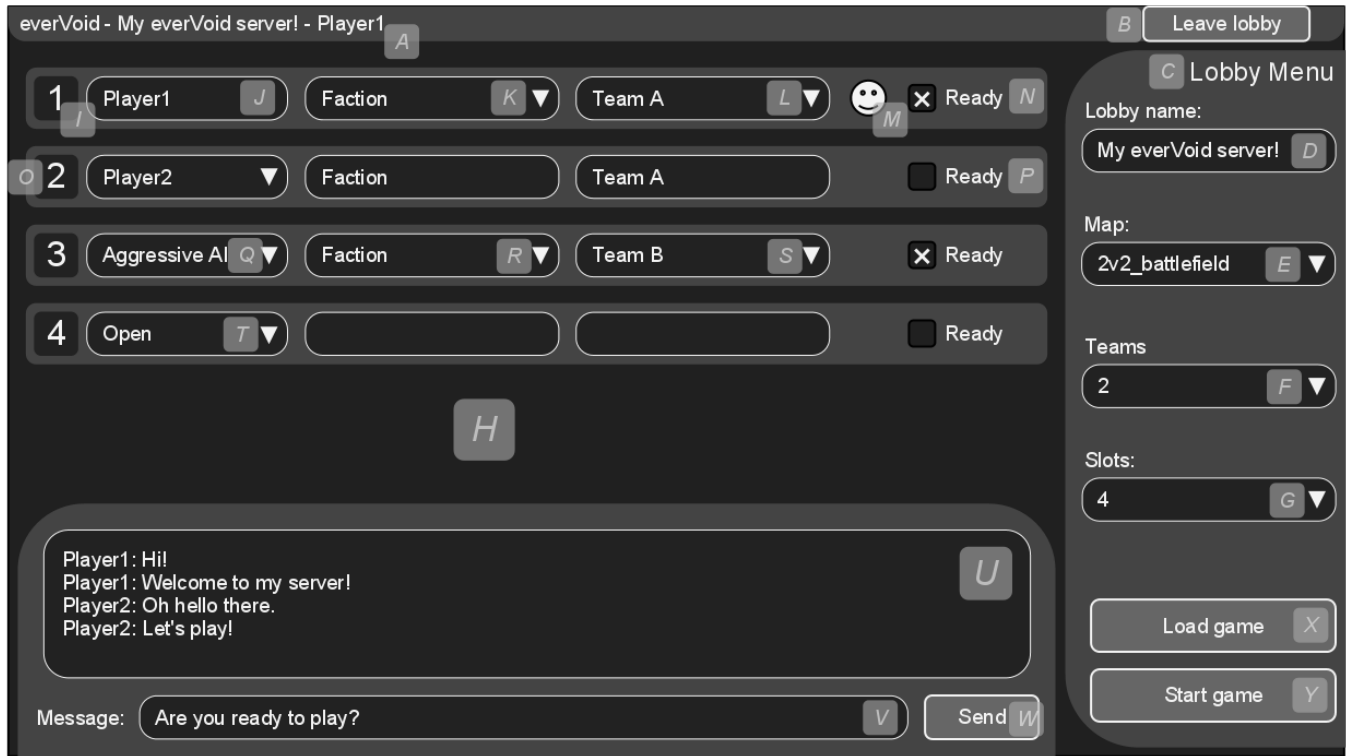 everVoid - My everVoid server! - Player1
A
B
Leave lobby
C Lobby Menu
1
I
Player1 J
Faction K ▼
Team A L ▼
M
Ready N
O
2
Player2 ▼
Faction
Team A
Ready P
3
Aggressive AI Q ▼
Faction R ▼
Team B S ▼
Ready
4
Open T ▼
Ready
H
Lobby name:
My everVoid server! D
Map:
2v2_battlefield E ▼
Teams
2 F ▼
Slots:
4 G ▼
Load game X
Start game Y
Player1: Hi!
Player1: Welcome to my server!
Player2: Oh hello there.
Player2: Let's play!
U
Message:
Are you ready to play? V
Send W